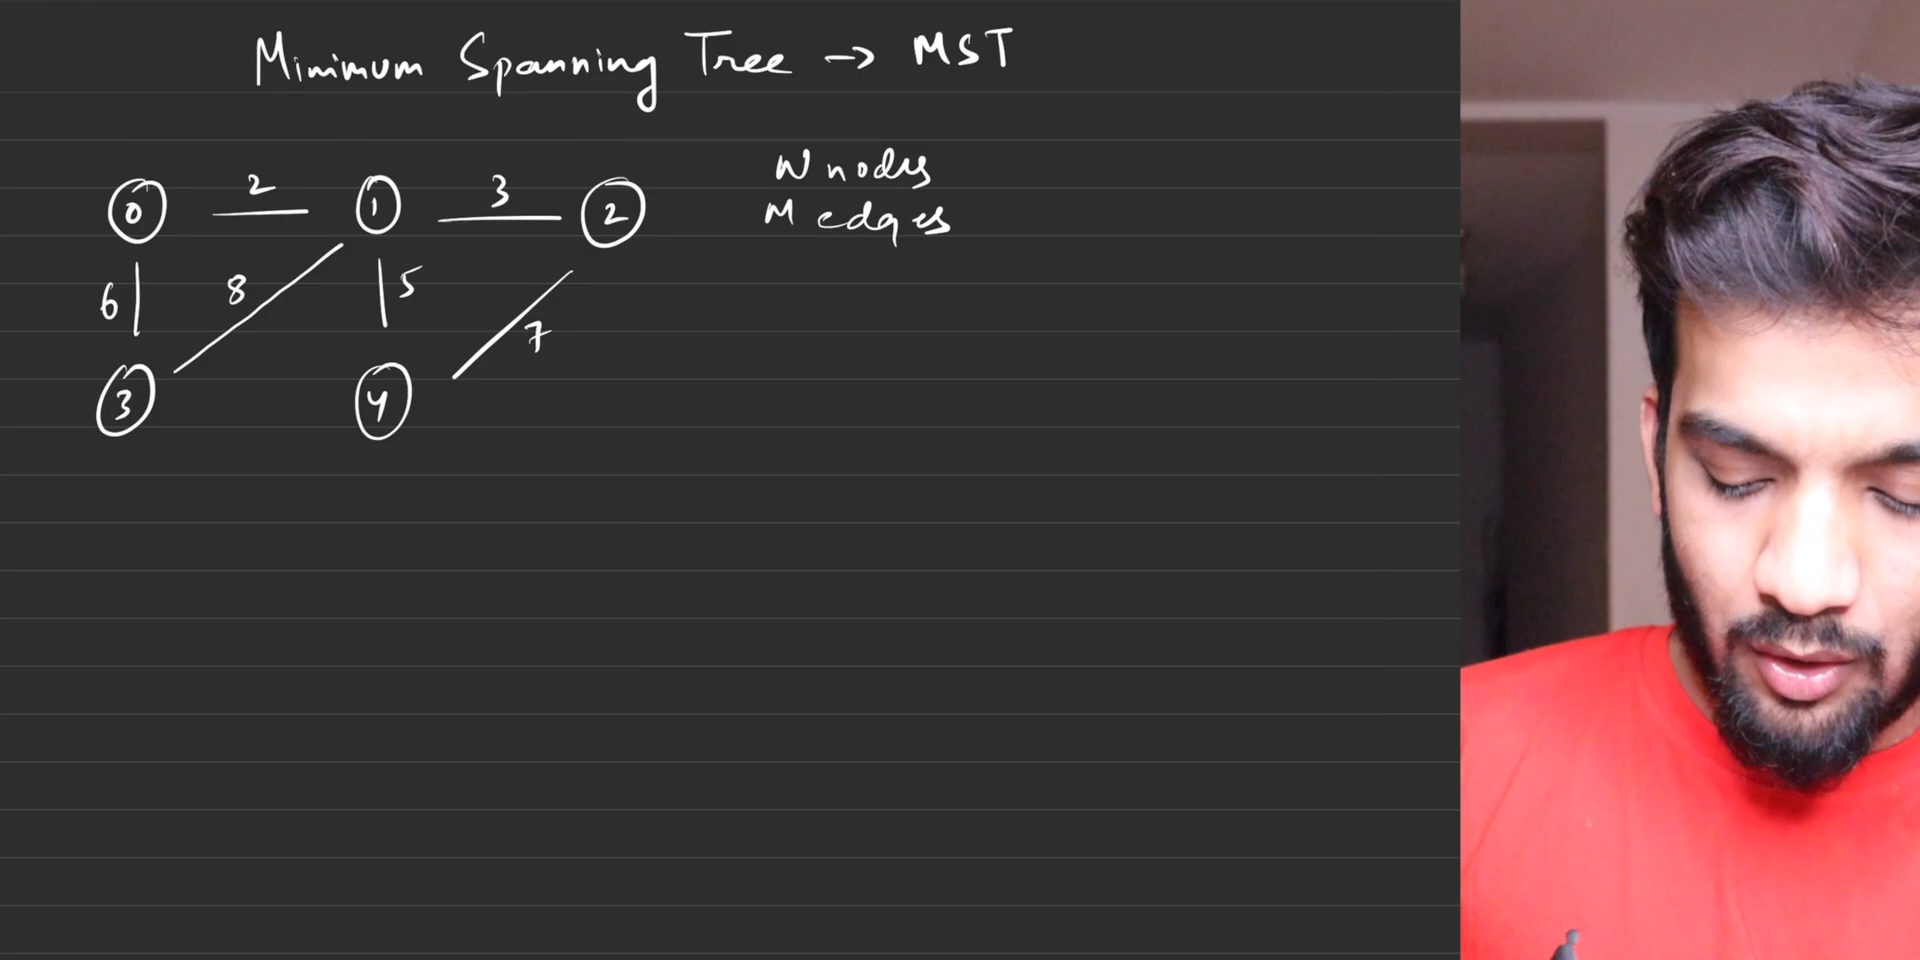 Minimum Spanning Tree -> MST
N nodes
M edges
0 2 1 3 2
6 8 5 7
3 4